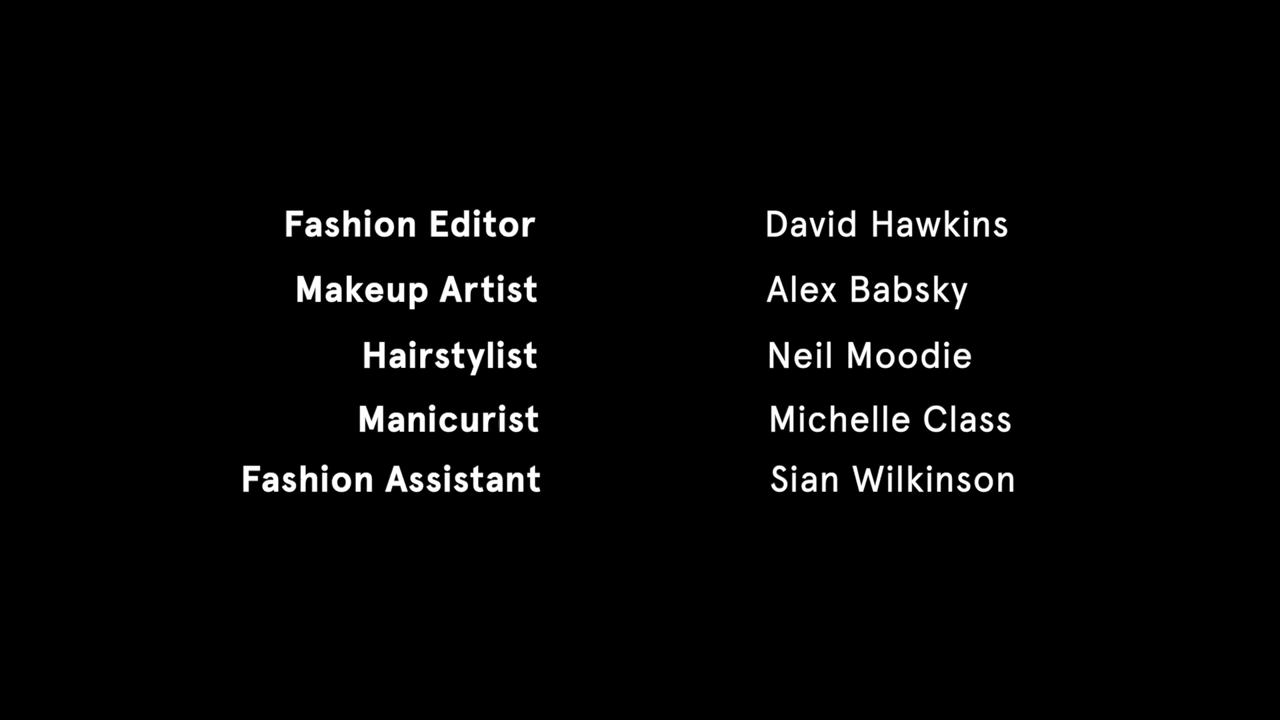 Fashion Editor David Hawkins
Makeup Artist Alex Babsky
Hairstylist Neil Moodie
Manicurist Michelle Class
Fashion Assistant Sian Wilkinson